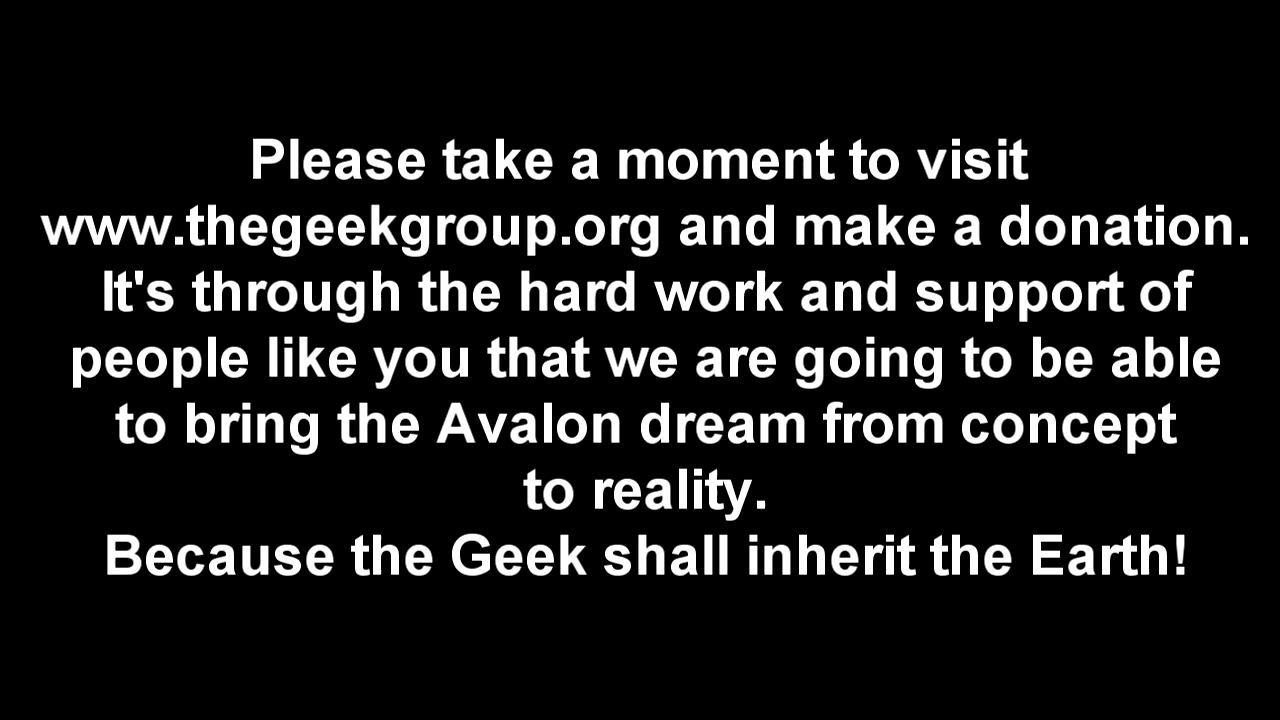 Please take a moment to visit
www.thegeekgroup.org and make a donation.
It's through the hard work and support of
people like you that we are going to be able
to bring the Avalon dream from concept
to reality.
Because the Geek shall inherit the Earth!